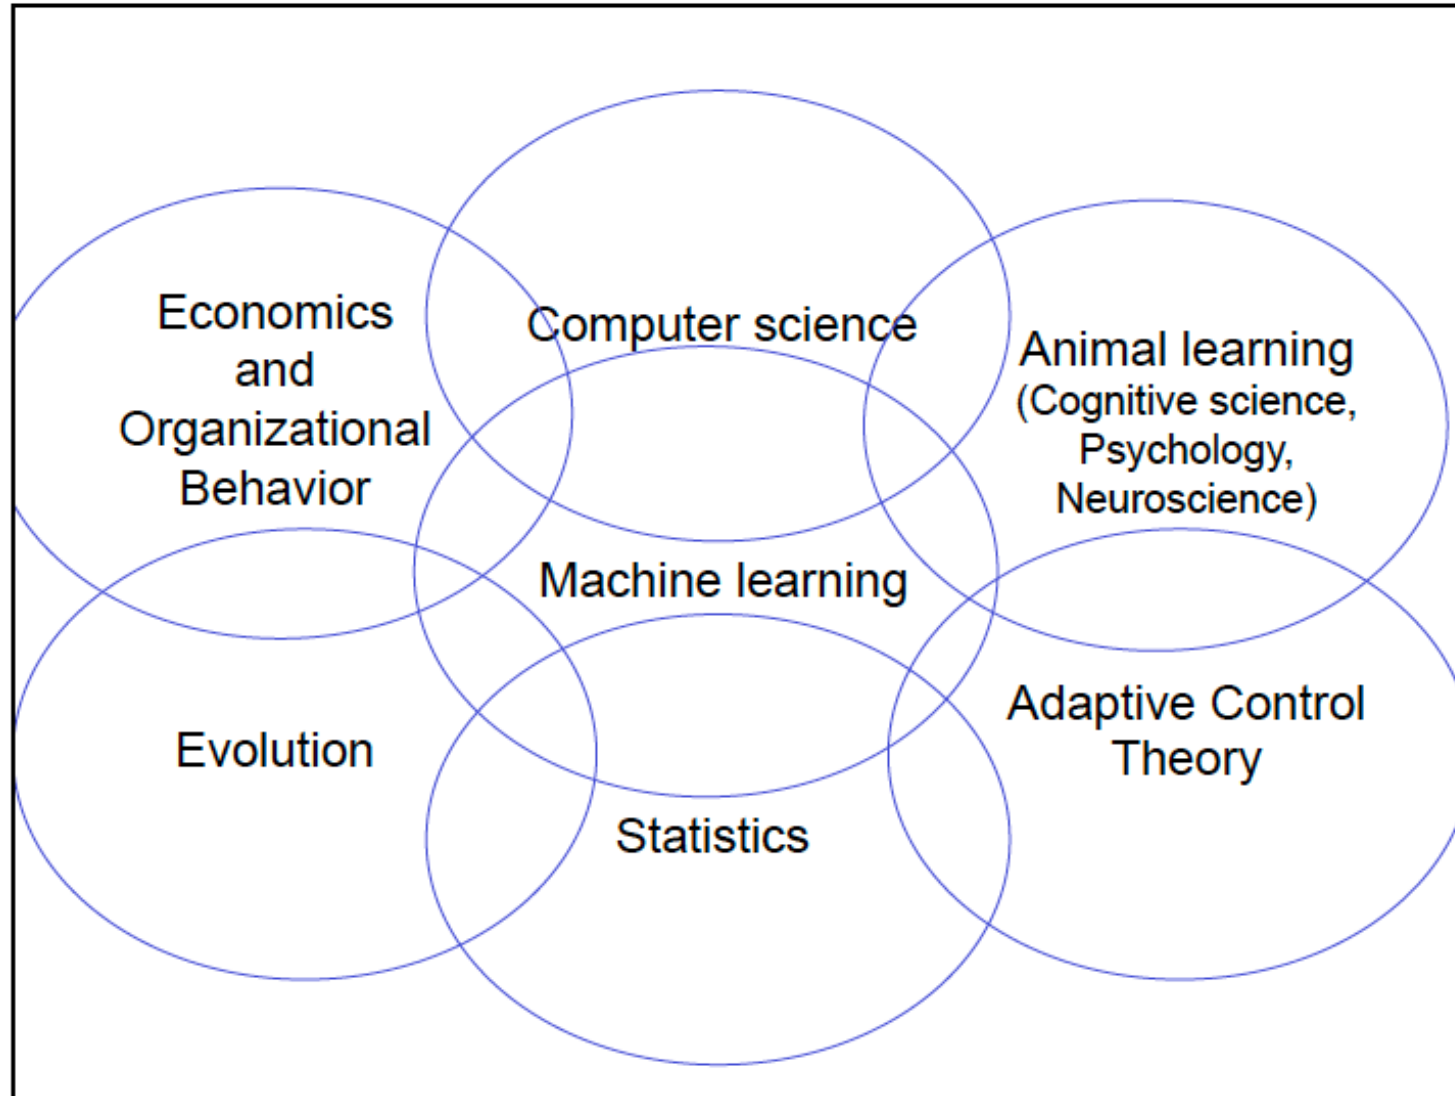 Economics
and
Organizational
Behavior
Computer science
Animal learning
(Cognitive science,
Psychology,
Neuroscience)
Machine learning
Evolution
Statistics
Adaptive Control
Theory